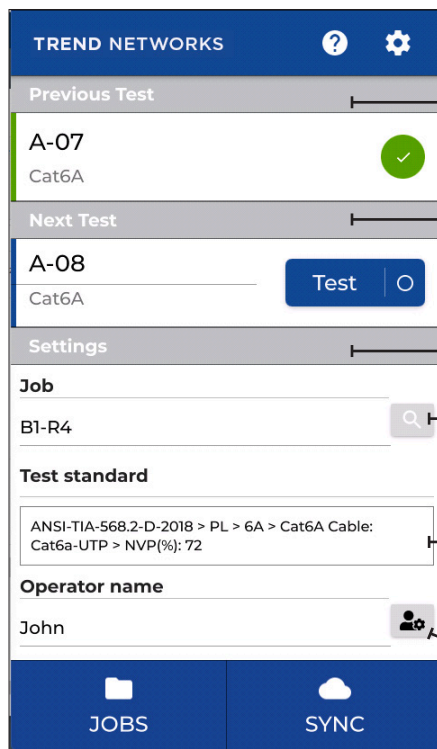 TREND NETWORKS
Previous Test
A-07
Cat6A
Next Test
A-08
Cat6A
Test
Settings
Job
B1-R4
Test standard
ANSI-TIA-568.2-D-2018 > PL > 6A > Cat6A Cable:
Cat6a-UTP > NVP(%): 72
Operator name
John
JOBS
SYNC